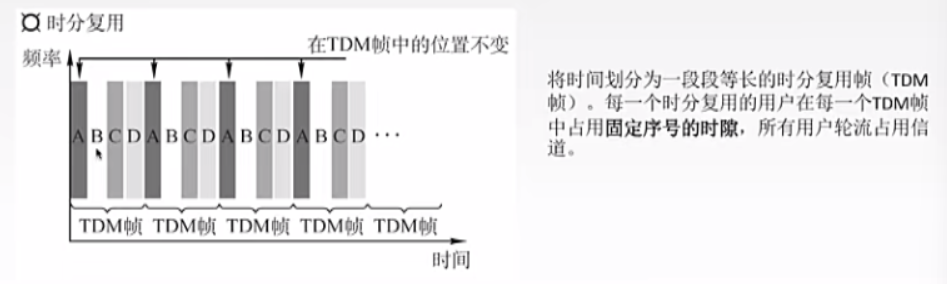 时分复用
在TDM帧中的位置不变
频率
A B C D A B C D A B C D A B C D ···
TDM帧 TDM帧 TDM帧 TDM帧 TDM帧
时间
将时间划分为一段段等长的时分复用帧（TDM
帧）。每一个时分复用的用户在每一个TDM帧
中占用固定序号的时隙，所有用户轮流占用信
道。